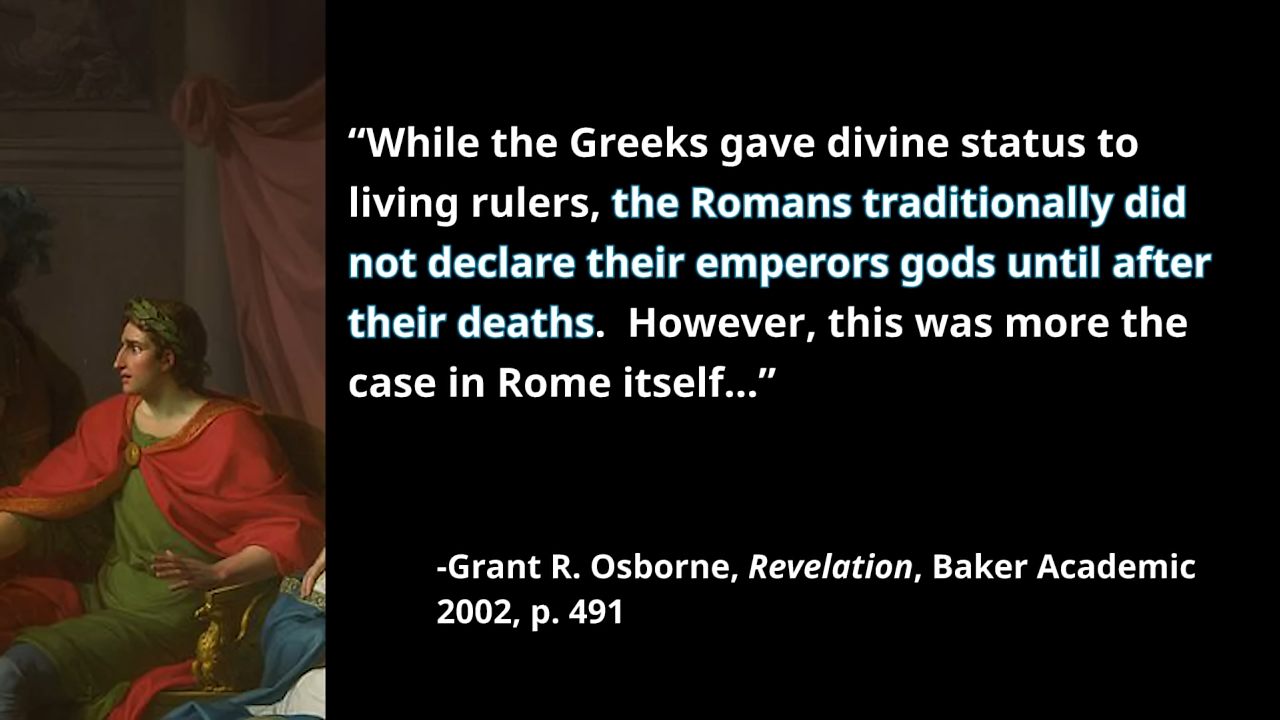 “While the Greeks gave divine status to
living rulers, the Romans traditionally did
not declare their emperors gods until after
their deaths.  However, this was more the
case in Rome itself...”
-Grant R. Osborne, Revelation, Baker Academic
2002, p. 491